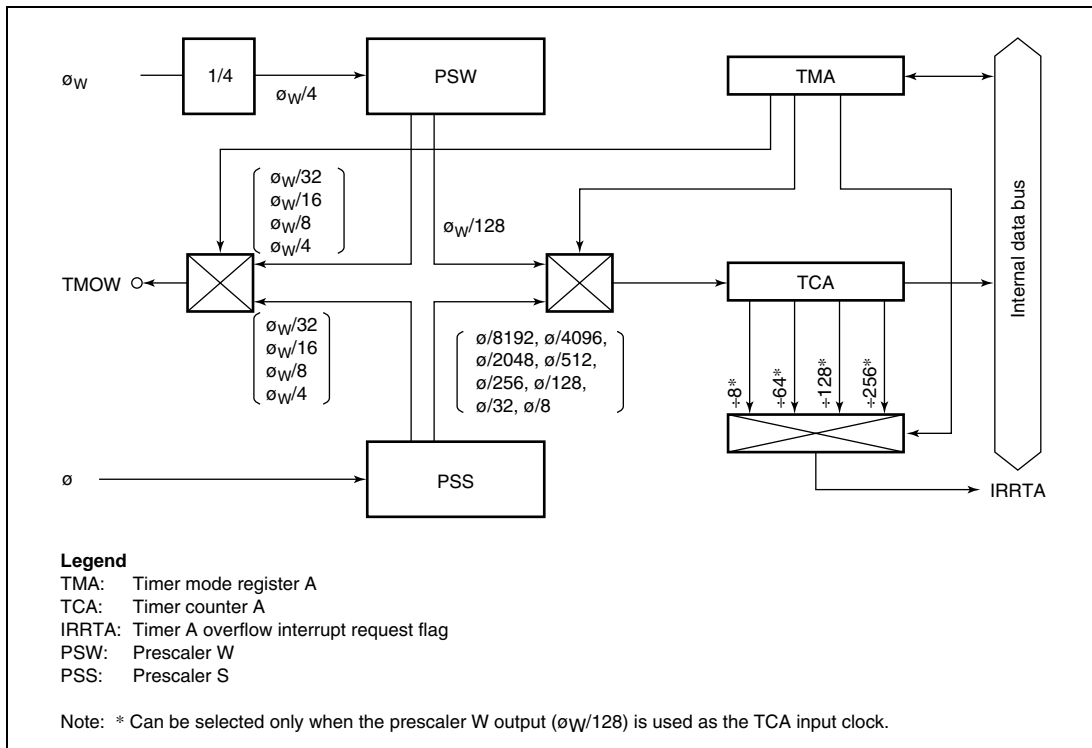 øW
1/4
øW/4
PSW
TMA
øW/32
øW/16
øW/8
øW/4
øW/128
TMOW
TCA
Internal data bus
øW/32
øW/16
øW/8
øW/4
ø/8192, ø/4096,
ø/2048, ø/512,
ø/256, ø/128,
ø/32, ø/8
÷8*
÷64*
÷128*
÷256*
ø
PSS
IRRTA
Legend
TMA: Timer mode register A
TCA: Timer counter A
IRRTA: Timer A overflow interrupt request flag
PSW: Prescaler W
PSS: Prescaler S
Note: * Can be selected only when the prescaler W output (øW/128) is used as the TCA input clock.